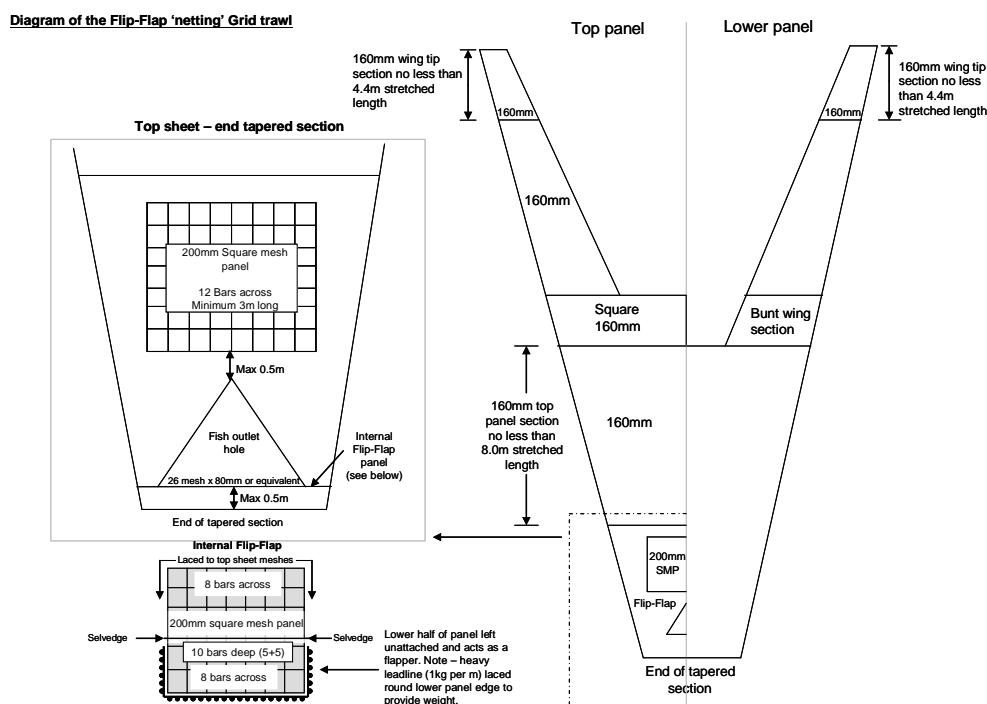 Diagram of the Flip-Flap ‘netting’ Grid trawl
Top panel
Lower panel
160mm wing tip
section no less than
4.4m stretched
length
160mm wing tip
section no less
than 4.4m
stretched length
160mm
160mm
Top sheet – end tapered section
160mm
200mm Square mesh
panel
12 Bars across
Minimum 3m long
Square
160mm
Bunt wing
section
Max 0.5m
160mm top
panel section
no less than
8.0m stretched
length
160mm
Fish outlet
hole
Internal
Flip-Flap
panel
(see below)
26 mesh x 80mm or equivalent
Max 0.5m
End of tapered section
Internal Flip-Flap
Laced to top sheet meshes
8 bars across
200mm
SMP
Flip-Flap
200mm square mesh panel
Selvedge
Selvedge
10 bars deep (5+5)
8 bars across
Lower half of panel left
unattached and acts as a
flapper. Note – heavy
leadline (1kg per m) laced
round lower panel edge to
provide weight.
End of tapered
section